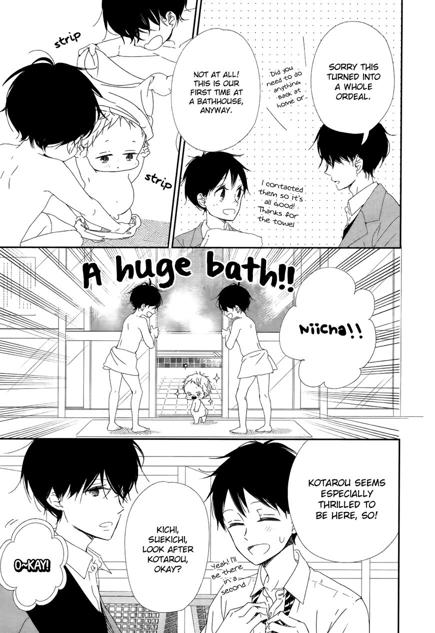 SORRY THIS
TURNED INTO
A WHOLE
ORDEAL.
Did you
need to do
anything
back at
home or..
NOT AT ALL!
THIS IS OUR
FIRST TIME AT
A BATHHOUSE,
ANYWAY.
I contacted
them so it's
all good!
Thanks for
the towel
strip
strip
A huge bath!!
Niicha!!
KOTAROU SEEMS
ESPECIALLY
THRILLED TO
BE HERE, SO!
Yeah! I'll
be there
in a
second.
KICHI,
SUEKICHI,
LOOK AFTER
KOTAROU,
OKAY?
O~KAY!